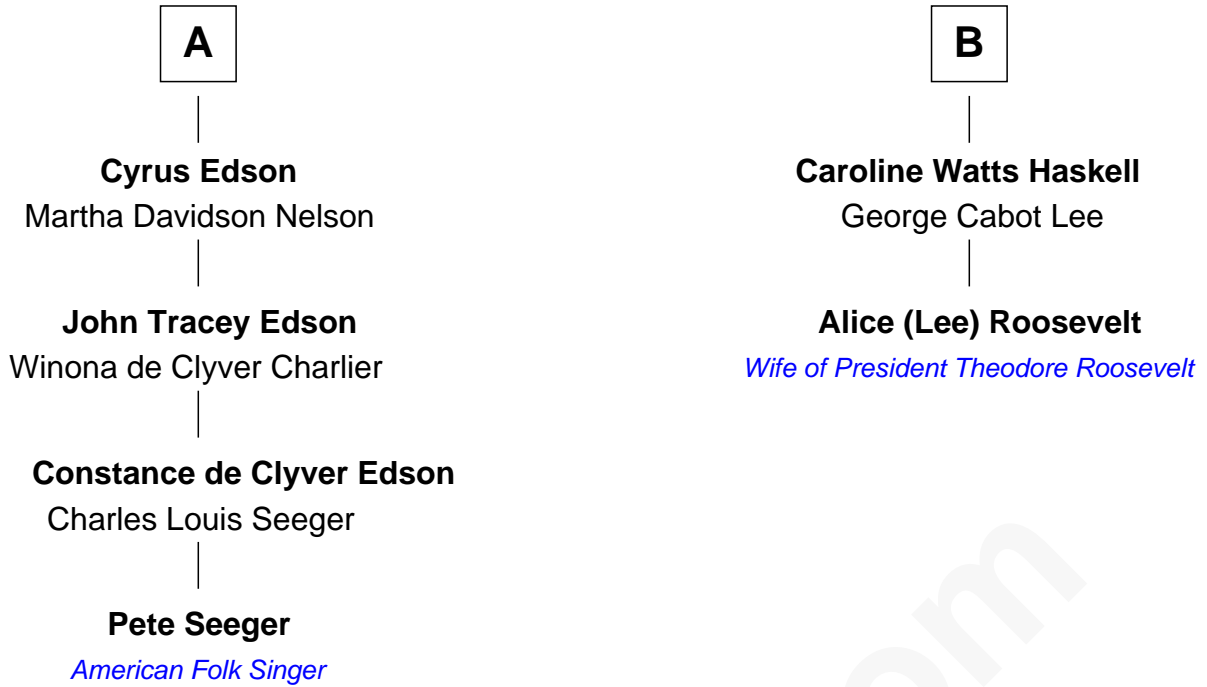 A
Cyrus Edson
Martha Davidson Nelson
John Tracey Edson
Winona de Clyver Charlier
Constance de Clyver Edson
Charles Louis Seeger
Pete Seeger
American Folk Singer
B
Caroline Watts Haskell
George Cabot Lee
Alice (Lee) Roosevelt
Wife of President Theodore Roosevelt
om